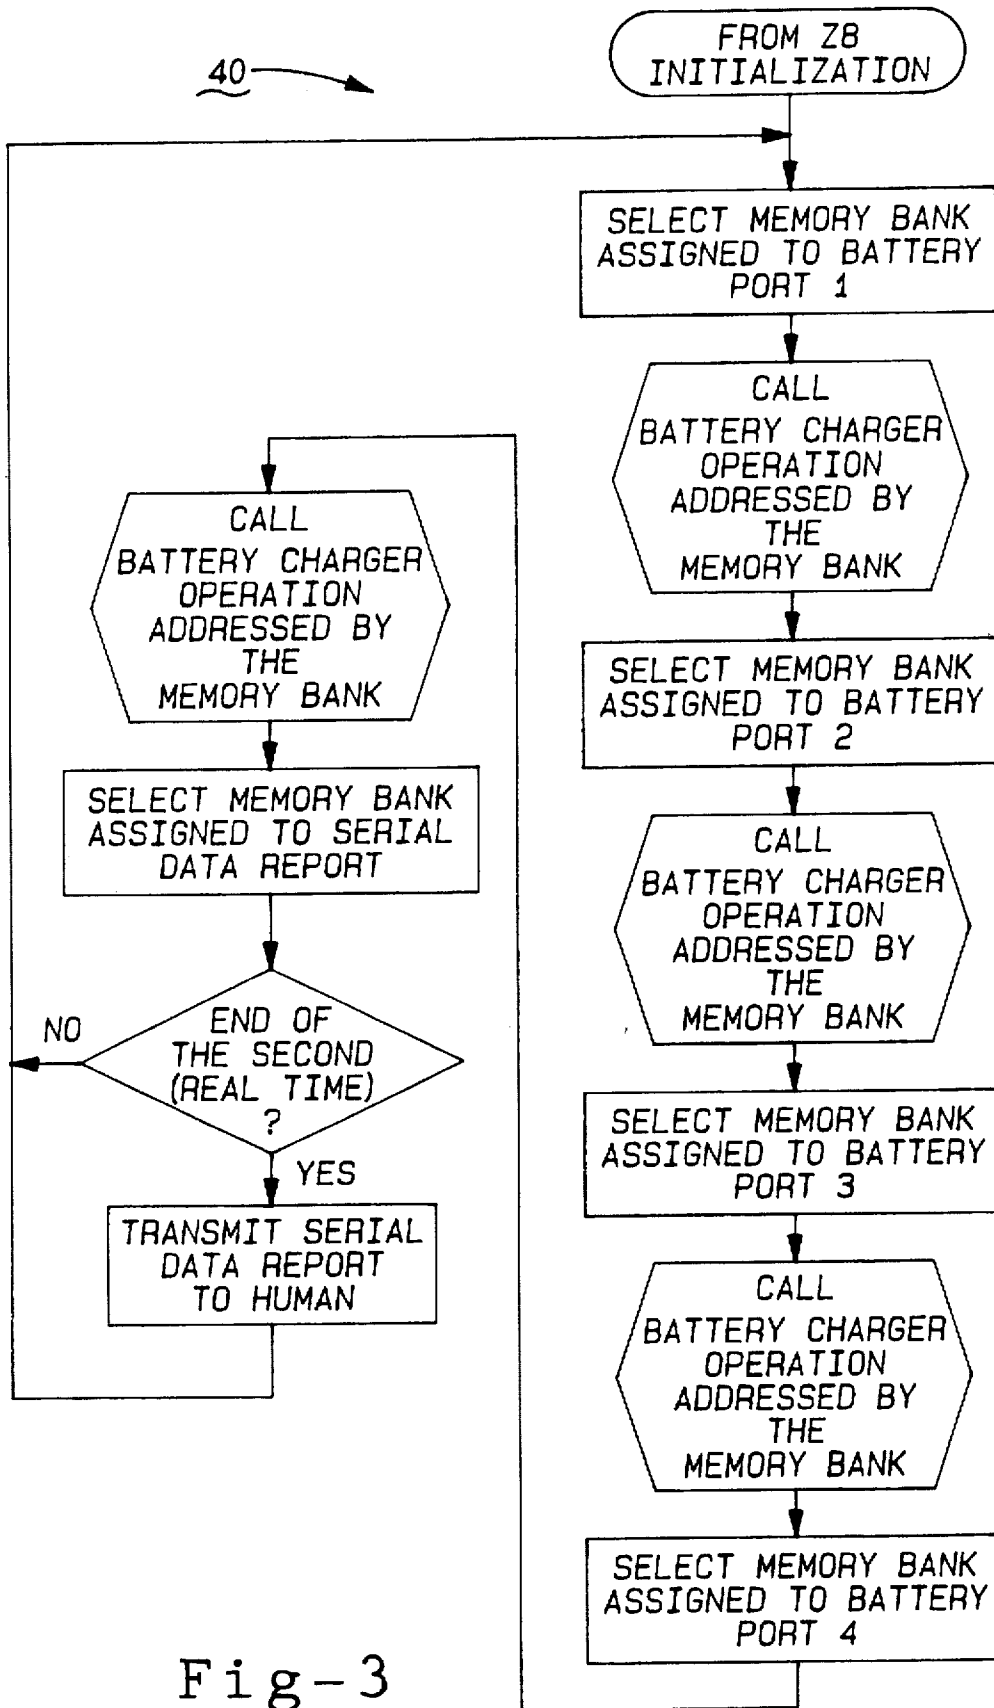 40
FROM Z8
INITIALIZATION
SELECT MEMORY BANK
ASSIGNED TO BATTERY
PORT 1
CALL
BATTERY CHARGER
OPERATION
ADDRESSED BY
THE
MEMORY BANK
SELECT MEMORY BANK
ASSIGNED TO BATTERY
PORT 2
CALL
BATTERY CHARGER
OPERATION
ADDRESSED BY
THE
MEMORY BANK
SELECT MEMORY BANK
ASSIGNED TO BATTERY
PORT 3
CALL
BATTERY CHARGER
OPERATION
ADDRESSED BY
THE
MEMORY BANK
SELECT MEMORY BANK
ASSIGNED TO BATTERY
PORT 4
CALL
BATTERY CHARGER
OPERATION
ADDRESSED BY
THE
MEMORY BANK
SELECT MEMORY BANK
ASSIGNED TO SERIAL
DATA REPORT
END OF
THE SECOND
(REAL TIME)
?
NO
YES
TRANSMIT SERIAL
DATA REPORT
TO HUMAN
Fig-3